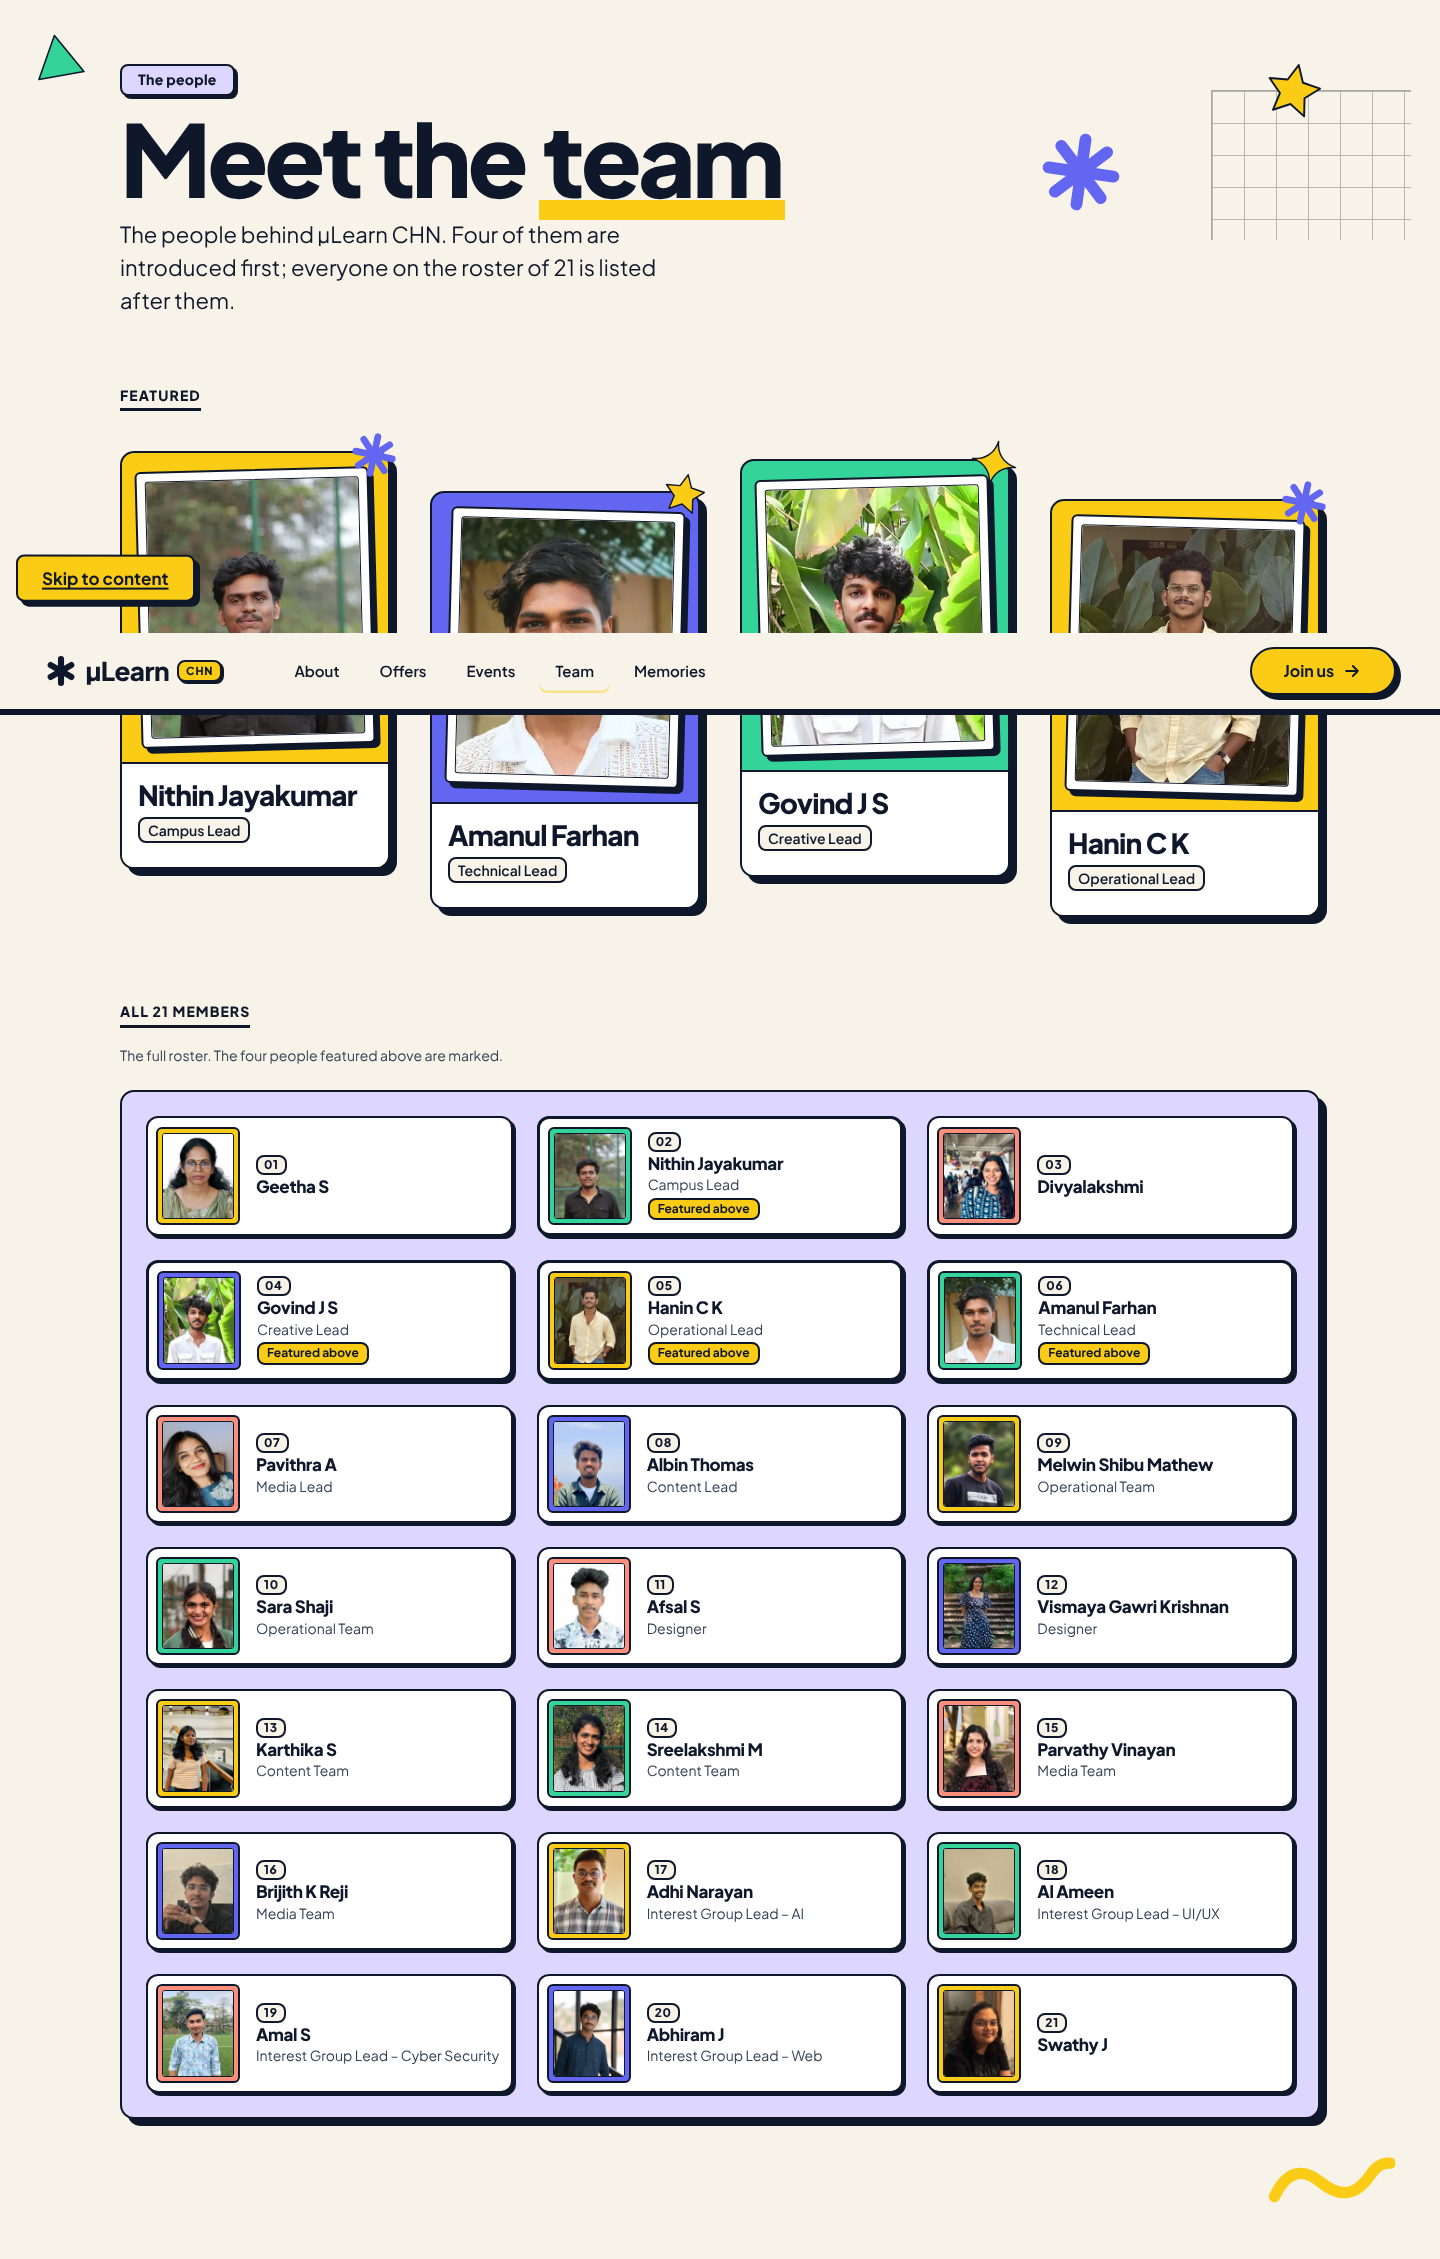 The people
Meet the team
The people behind µLearn CHN. Four of them are
introduced first; everyone on the roster of 21 is listed
after them.
FEATURED
Skip to content
µLearn CHN
About
Offers
Events
Team
Memories
Join us →
Nithin Jayakumar
Campus Lead
Amanul Farhan
Technical Lead
Govind J S
Creative Lead
Hanin C K
Operational Lead
ALL 21 MEMBERS
The full roster. The four people featured above are marked.
01
Geetha S
02
Nithin Jayakumar
Campus Lead
Featured above
03
Divyalakshmi
04
Govind J S
Creative Lead
Featured above
05
Hanin C K
Operational Lead
Featured above
06
Amanul Farhan
Technical Lead
Featured above
07
Pavithra A
Media Lead
08
Albin Thomas
Content Lead
09
Melwin Shibu Mathew
Operational Team
10
Sara Shaji
Operational Team
11
Afsal S
Designer
12
Vismaya Gawri Krishnan
Designer
13
Karthika S
Content Team
14
Sreelakshmi M
Content Team
15
Parvathy Vinayan
Media Team
16
Brijith K Reji
Media Team
17
Adhi Narayan
Interest Group Lead – AI
18
Al Ameen
Interest Group Lead – UI/UX
19
Amal S
Interest Group Lead – Cyber Security
20
Abhiram J
Interest Group Lead – Web
21
Swathy J